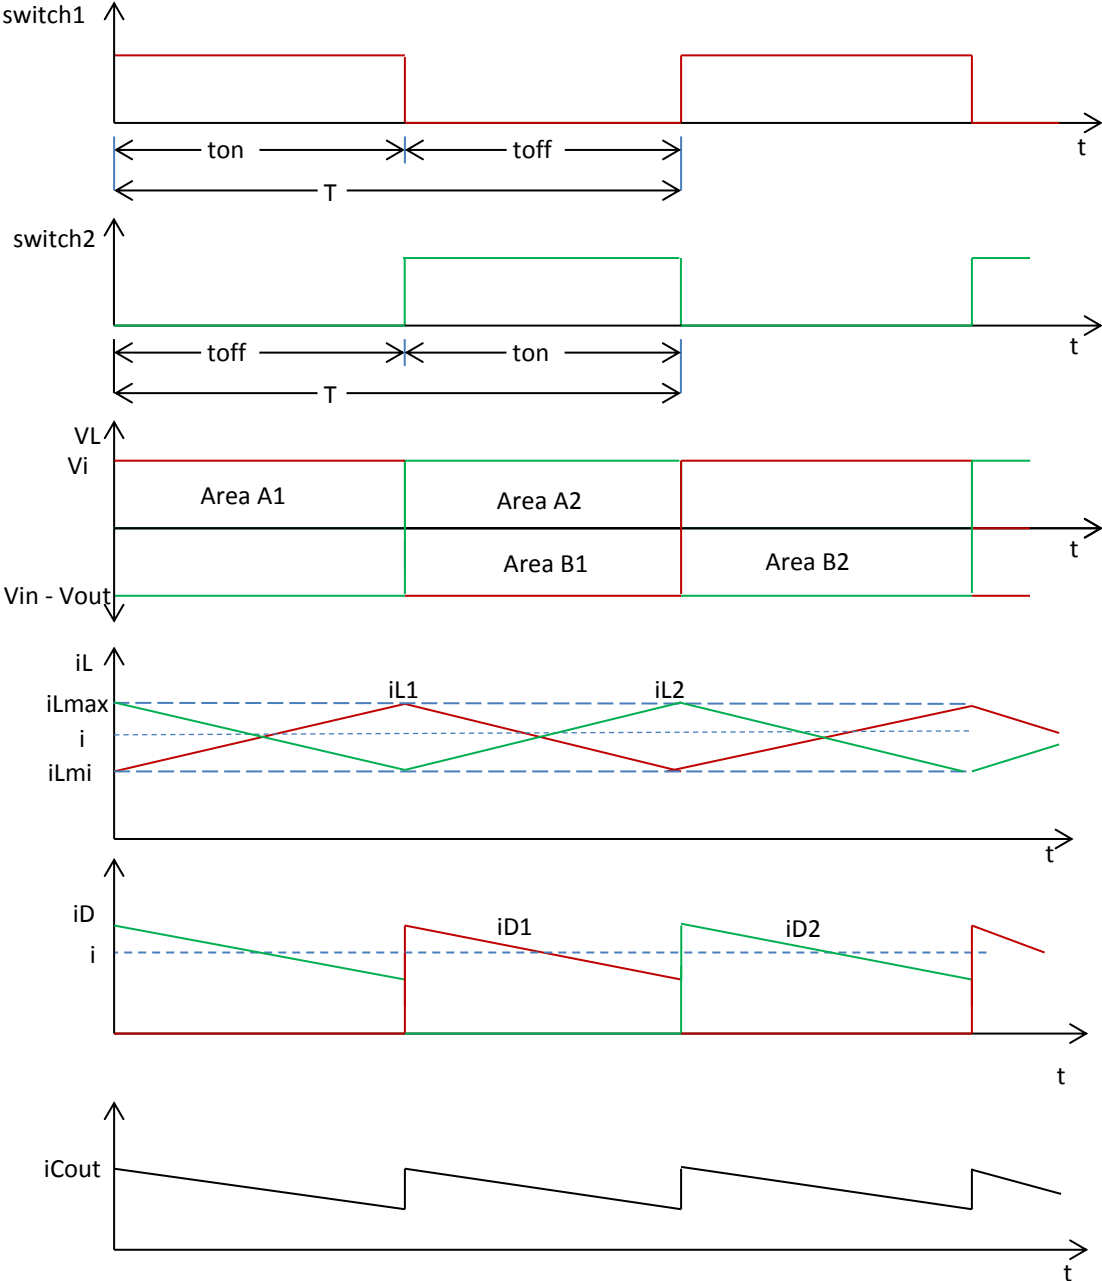 switch1
ton
toff
t
T
switch2
toff
ton
t
T
VL
Vi
Area A1
Area A2
t
Area B1
Area B2
Vin - Vout
iL
iLmax
iL1
iL2
i
iLmi
t
iD
iD1
iD2
i
t
iCout
t